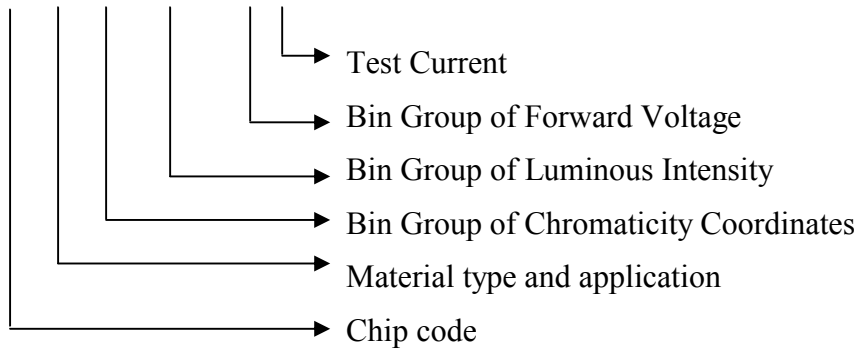 Test Current
Bin Group of Forward Voltage
Bin Group of Luminous Intensity
Bin Group of Chromaticity Coordinates
Material type and application
Chip code